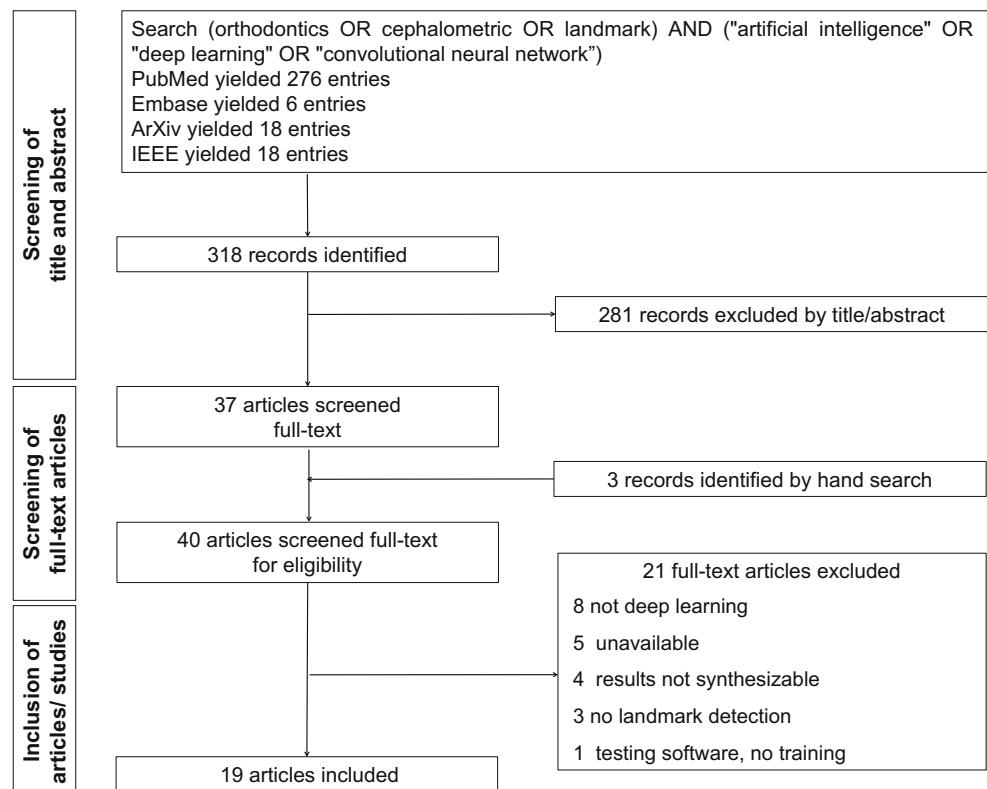 Screening of
title and abstract
Search (orthodontics OR cephalometric OR landmark) AND ("artificial intelligence" OR
"deep learning" OR "convolutional neural network”)
PubMed yielded 276 entries
Embase yielded 6 entries
ArXiv yielded 18 entries
IEEE yielded 18 entries
318 records identified
281 records excluded by title/abstract
Screening of
full-text articles
37 articles screened
full-text
3 records identified by hand search
40 articles screened full-text
for eligibility
Inclusion of
articles/ studies
21 full-text articles excluded
8 not deep learning
5 unavailable
4 results not synthesizable
3 no landmark detection
1 testing software, no training
19 articles included